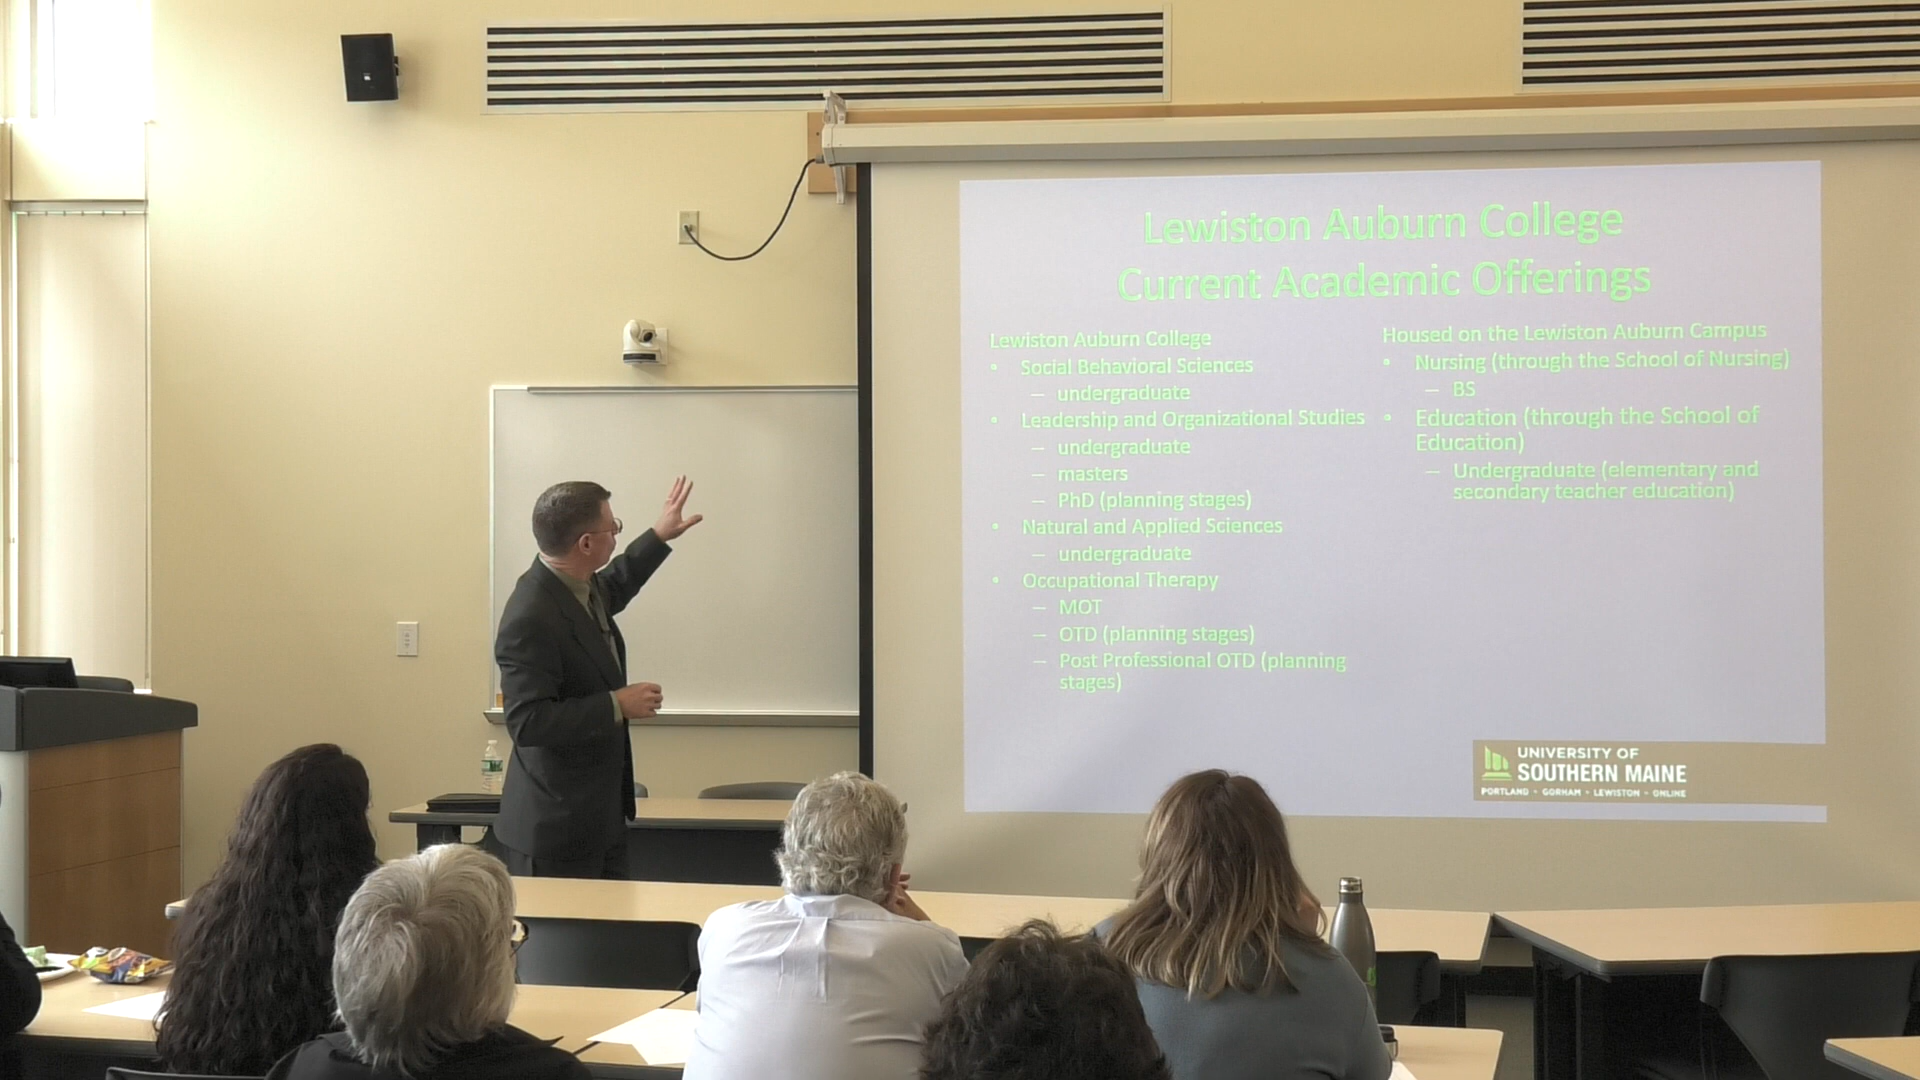 Lewiston Auburn College
Current Academic Offerings
Lewiston Auburn College
• Social Behavioral Sciences
– undergraduate
• Leadership and Organizational Studies
– undergraduate
– masters
– PhD (planning stages)
• Natural and Applied Sciences
– undergraduate
• Occupational Therapy
– MOT
– OTD (planning stages)
– Post Professional OTD (planning
stages)
Housed on the Lewiston Auburn Campus
• Nursing (through the School of Nursing)
– BS
• Education (through the School of
Education)
– Undergraduate (elementary and
secondary teacher education)
UNIVERSITY OF
SOUTHERN MAINE
PORTLAND • GORHAM • LEWISTON • ONLINE